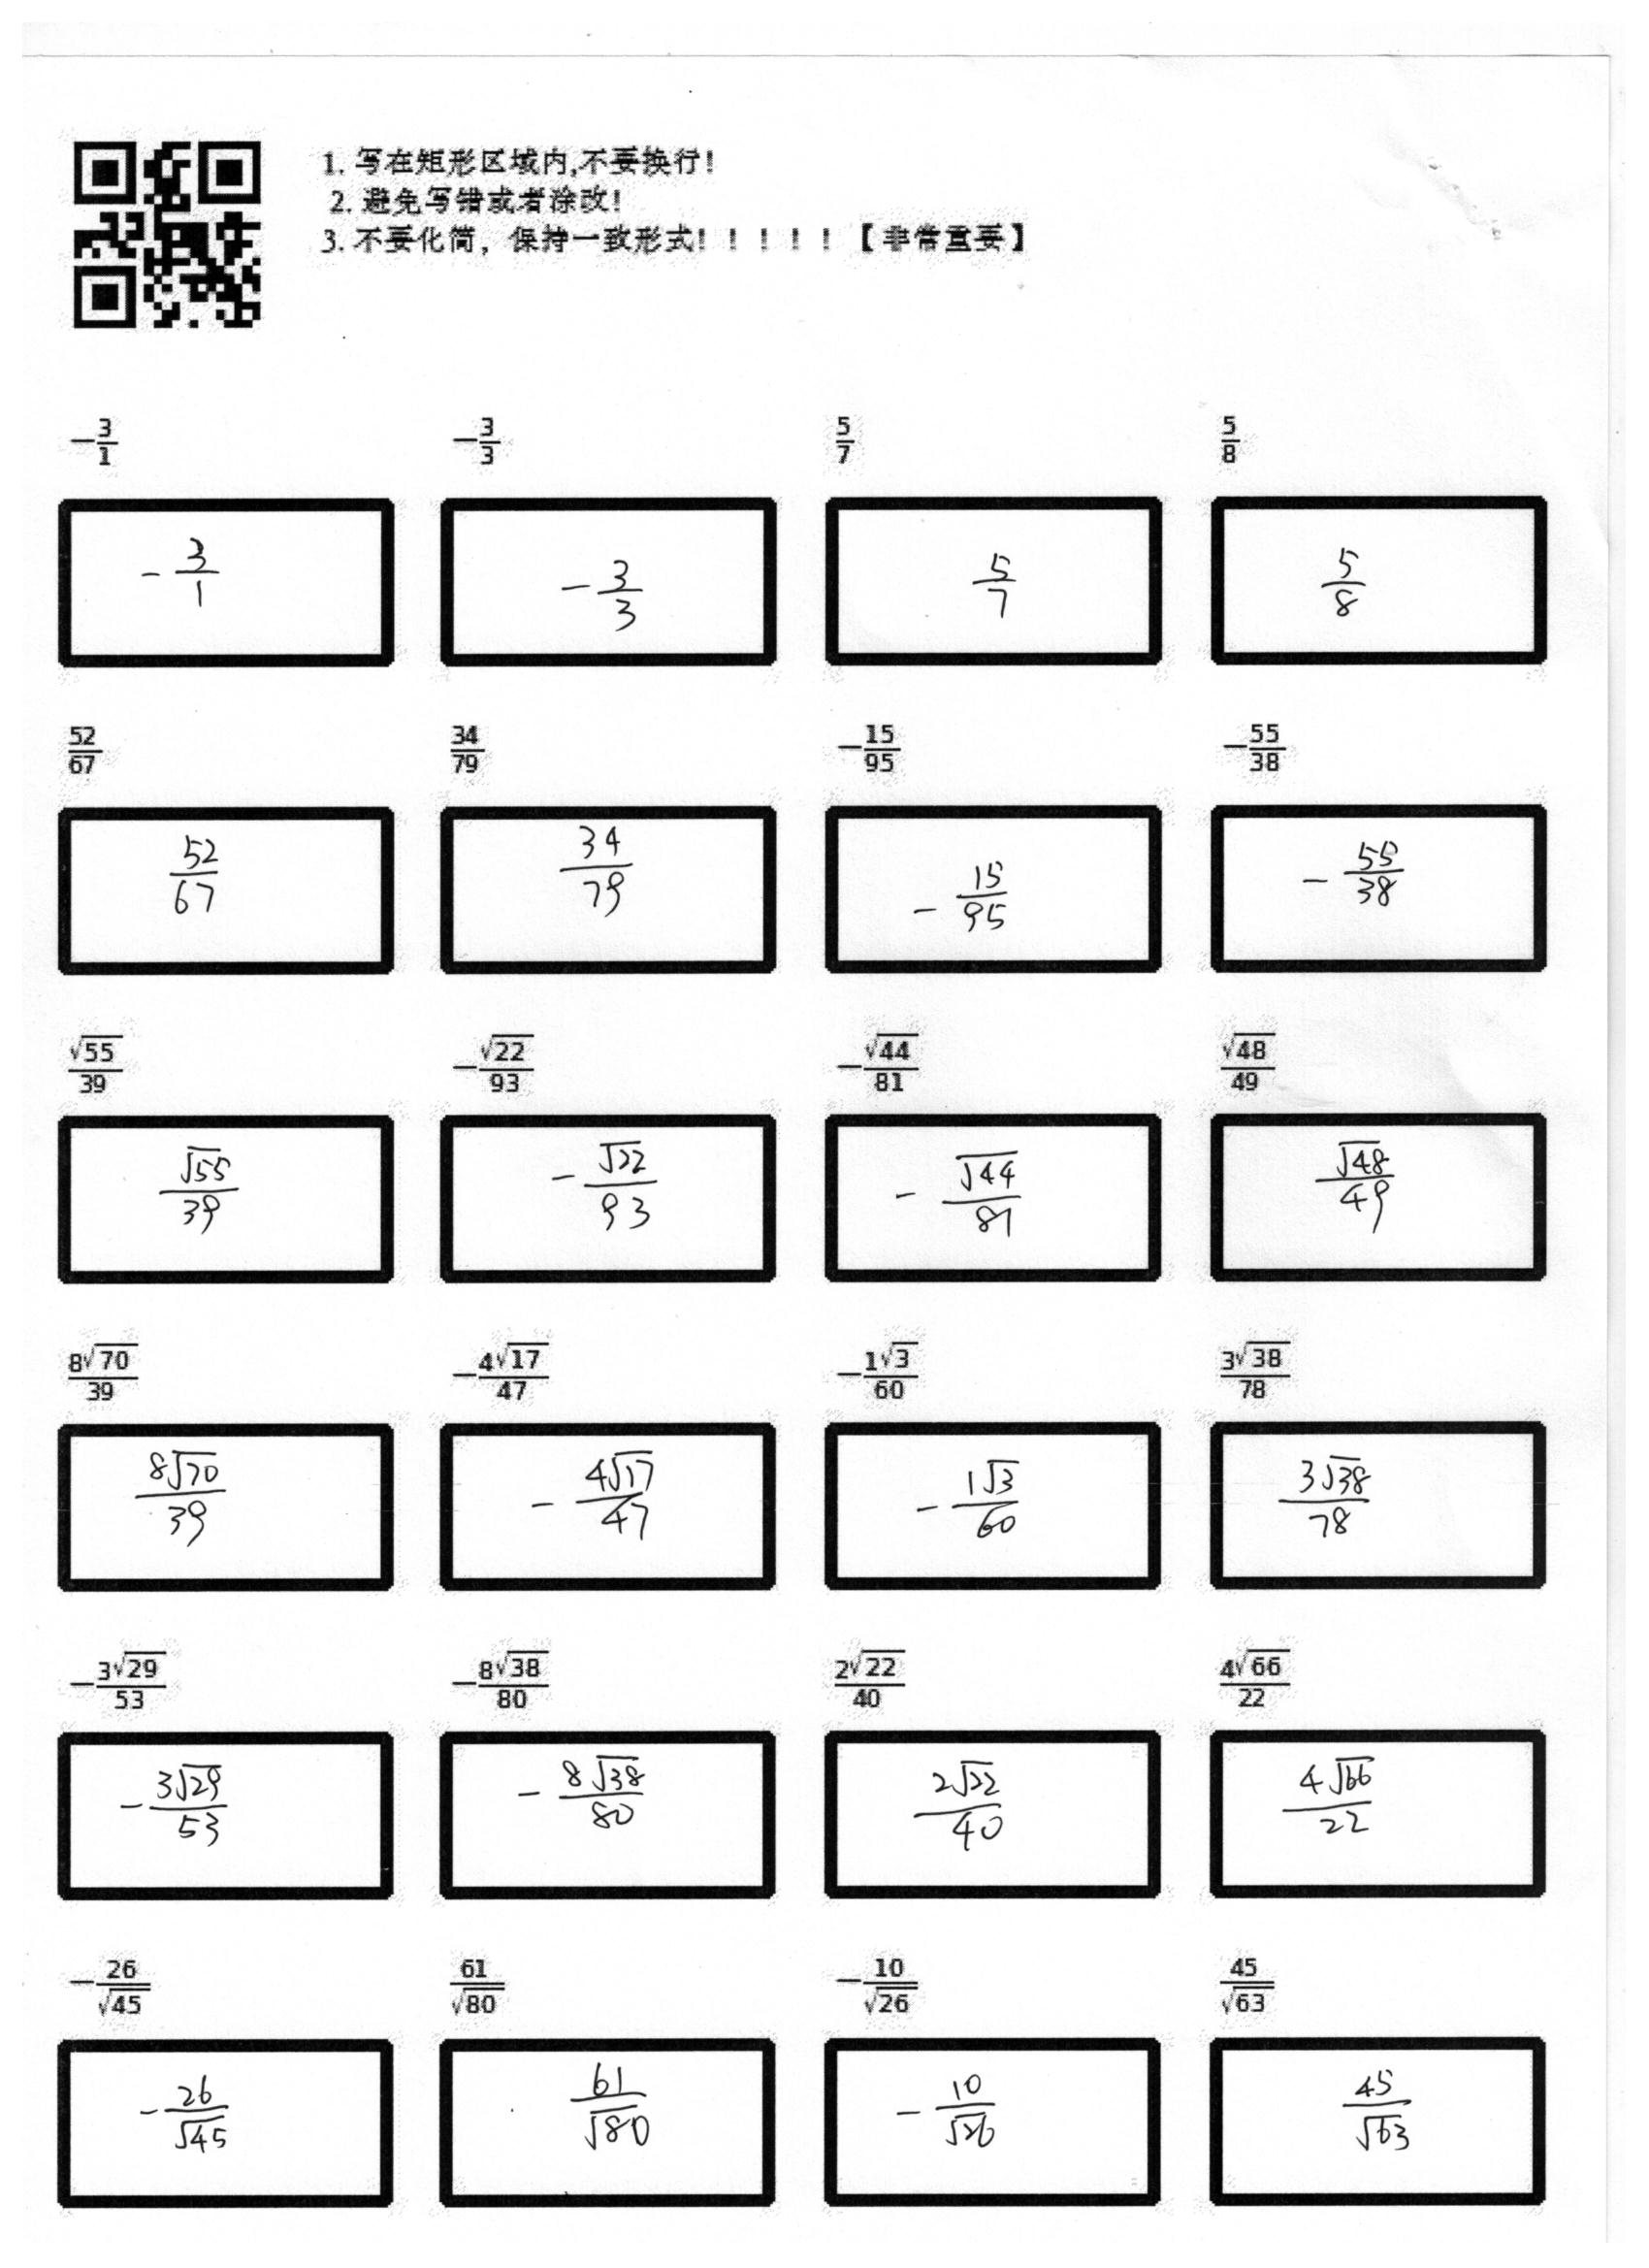 1. 写在矩形区域内,不要换行!
2. 避免写错或者涂改!
3. 不要化简，保持一致形式！！！！！【非常重要】
-\frac{3}{1} -\frac{3}{3} \frac{5}{7} \frac{5}{8}
-\frac{3}{1} -\frac{3}{3} \frac{5}{7} \frac{5}{8}
\frac{52}{67} \frac{34}{79} -\frac{15}{95} -\frac{55}{38}
\frac{52}{67} \frac{34}{79} -\frac{15}{95} -\frac{55}{38}
\frac{\sqrt{55}}{39} -\frac{\sqrt{22}}{93} -\frac{\sqrt{44}}{81} \frac{\sqrt{48}}{49}
\frac{\sqrt{55}}{39} -\frac{\sqrt{22}}{93} -\frac{\sqrt{44}}{81} \frac{\sqrt{48}}{49}
\frac{8\sqrt{70}}{39} -\frac{4\sqrt{17}}{47} -\frac{1\sqrt{3}}{60} \frac{3\sqrt{38}}{78}
\frac{8\sqrt{70}}{39} -\frac{4\sqrt{17}}{47} -\frac{1\sqrt{3}}{60} \frac{3\sqrt{38}}{78}
-\frac{3\sqrt{29}}{53} -\frac{8\sqrt{38}}{80} \frac{2\sqrt{22}}{40} \frac{4\sqrt{66}}{22}
-\frac{3\sqrt{29}}{53} -\frac{8\sqrt{38}}{80} \frac{2\sqrt{22}}{40} \frac{4\sqrt{66}}{22}
-\frac{26}{\sqrt{45}} \frac{61}{\sqrt{80}} -\frac{10}{\sqrt{26}} \frac{45}{\sqrt{63}}
-\frac{26}{\sqrt{45}} \frac{61}{\sqrt{80}} -\frac{10}{\sqrt{26}} \frac{45}{\sqrt{63}}